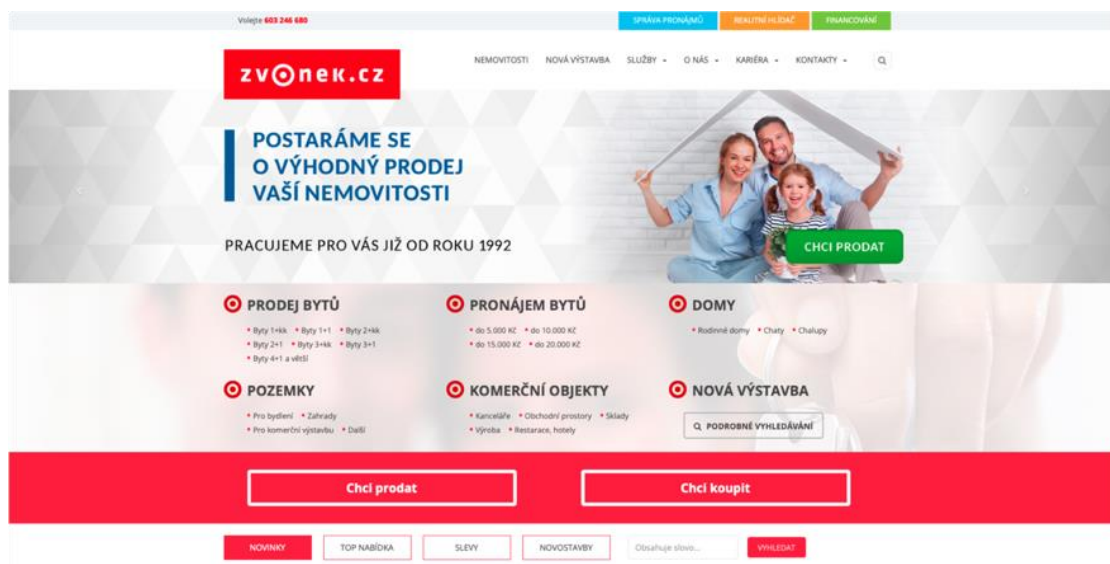 Volejte 603 246 680
SPRÁVA PRONÁJMŮ
REALITNÍ HLÍDAČ
FINANCOVÁNÍ
zvonek.cz
NEMOVITOSTI NOVÁ VÝSTAVBA SLUŽBY O NÁS KARIÉRA KONTAKTY
POSTARÁME SE
O VÝHODNÝ PRODEJ
VAŠÍ NEMOVITOSTI
PRACUJEME PRO VÁS JIŽ OD ROKU 1992
CHCI PRODAT
PRODEJ BYTŮ
Byty 1+kk Byty 1+1 Byty 2+kk
Byty 2+1 Byty 3+kk Byty 3+1
Byty 4+1 a větší
PRONÁJEM BYTŮ
do 5.000 Kč do 10.000 Kč
do 15.000 Kč do 20.000 Kč
DOMY
Rodinné domy Chaty Chalupy
POZEMKY
Pro bydlení Zahrady
Pro komerční výstavbu Další
KOMERČNÍ OBJEKTY
Kanceláře Obchodní prostory Sklady
Výroba Restarace, hotely
NOVÁ VÝSTAVBA
PODROBNÉ VYHLEDÁVÁNÍ
Chci prodat
Chci koupit
NOVINKY
TOP NABÍDKA
SLEVY
NOVOSTAVBY
Obsahuje slovo...
VYHLEDAT